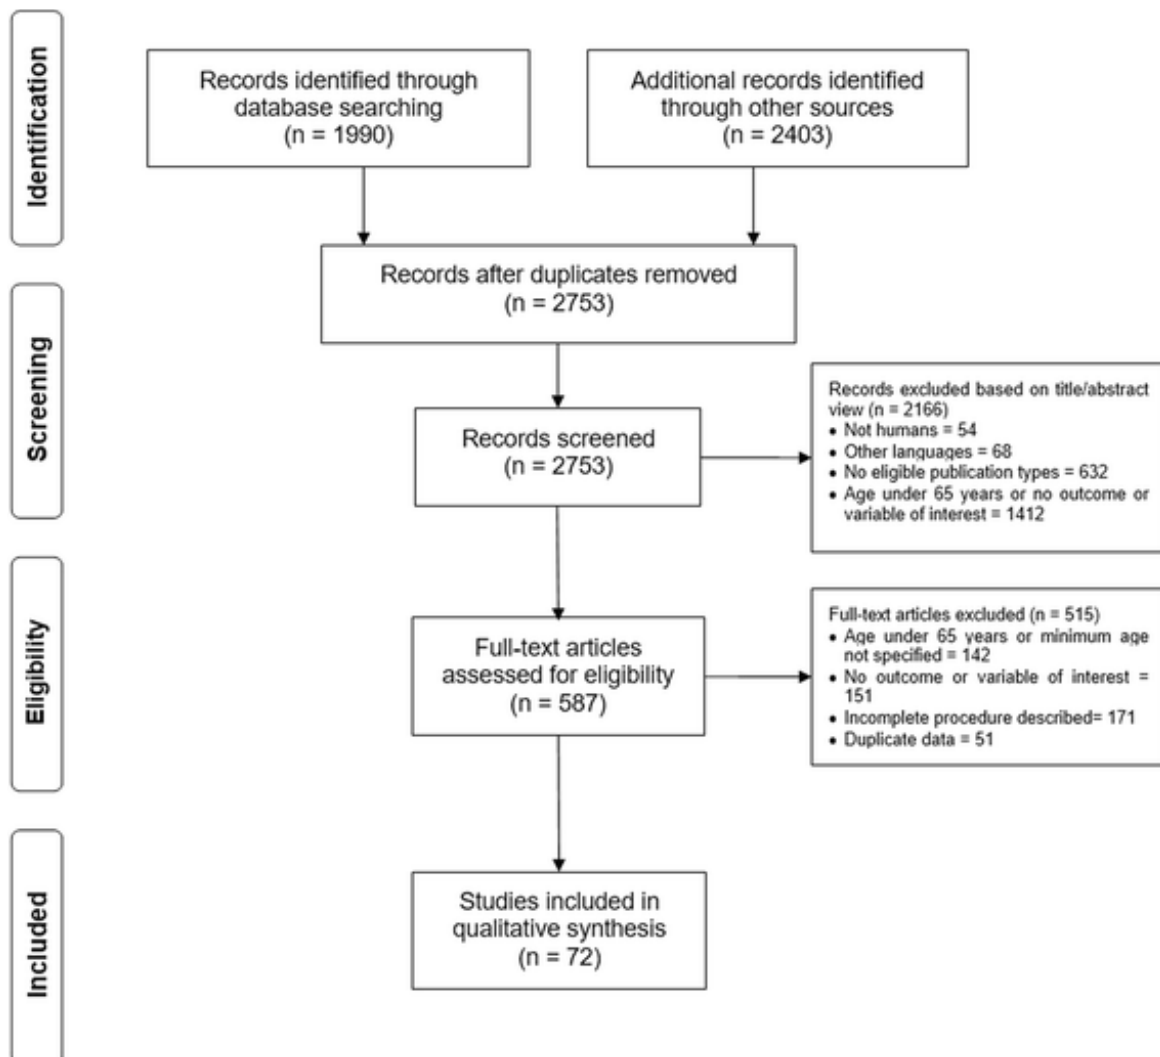 Identification
Records identified through
database searching
(n = 1990)
Additional records identified
through other sources
(n = 2403)
Records after duplicates removed
(n = 2753)
Screening
Records screened
(n = 2753)
Records excluded based on title/abstract
view (n = 2166)
• Not humans = 54
• Other languages = 68
• No eligible publication types = 632
• Age under 65 years or no outcome or
variable of interest = 1412
Eligibility
Full-text articles
assessed for eligibility
(n = 587)
Full-text articles excluded (n = 515)
• Age under 65 years or minimum age
not specified = 142
• No outcome or variable of interest =
151
• Incomplete procedure described= 171
• Duplicate data = 51
Included
Studies included in
qualitative synthesis
(n = 72)